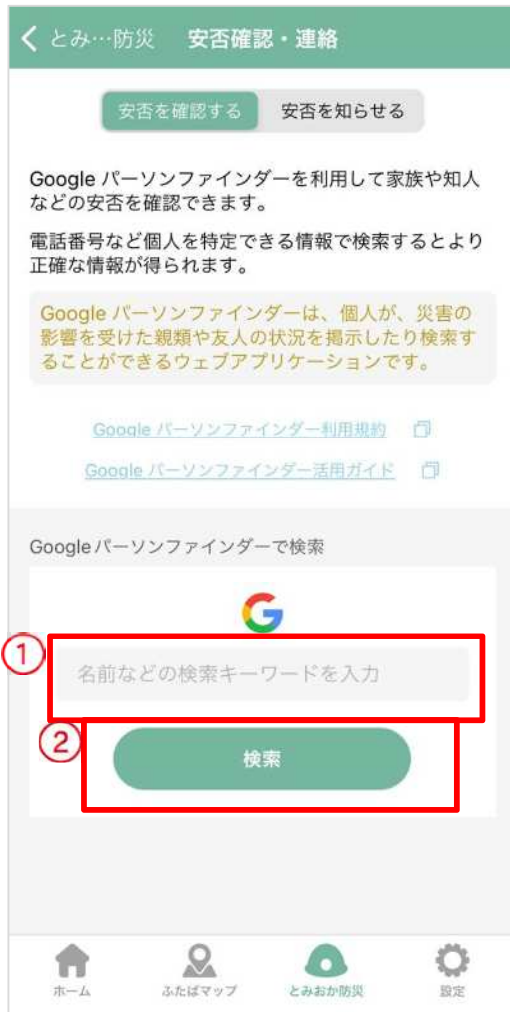 とみ…防災 安否確認・連絡
安否を確認する 安否を知らせる
Google パーソンファインダーを利用して家族や知人
などの安否を確認できます。
電話番号など個人を特定できる情報で検索するとより
正確な情報が得られます。
Google パーソンファインダーは、個人が、災害の
影響を受けた親類や友人の状況を掲示したり検索す
ることができるウェブアプリケーションです。
Google パーソンファインダー利用規約
Google パーソンファインダー活用ガイド
Googleパーソンファインダーで検索
G
①
名前などの検索キーワードを入力
②
検索
ホーム ふたばマップ とみおか防災 設定